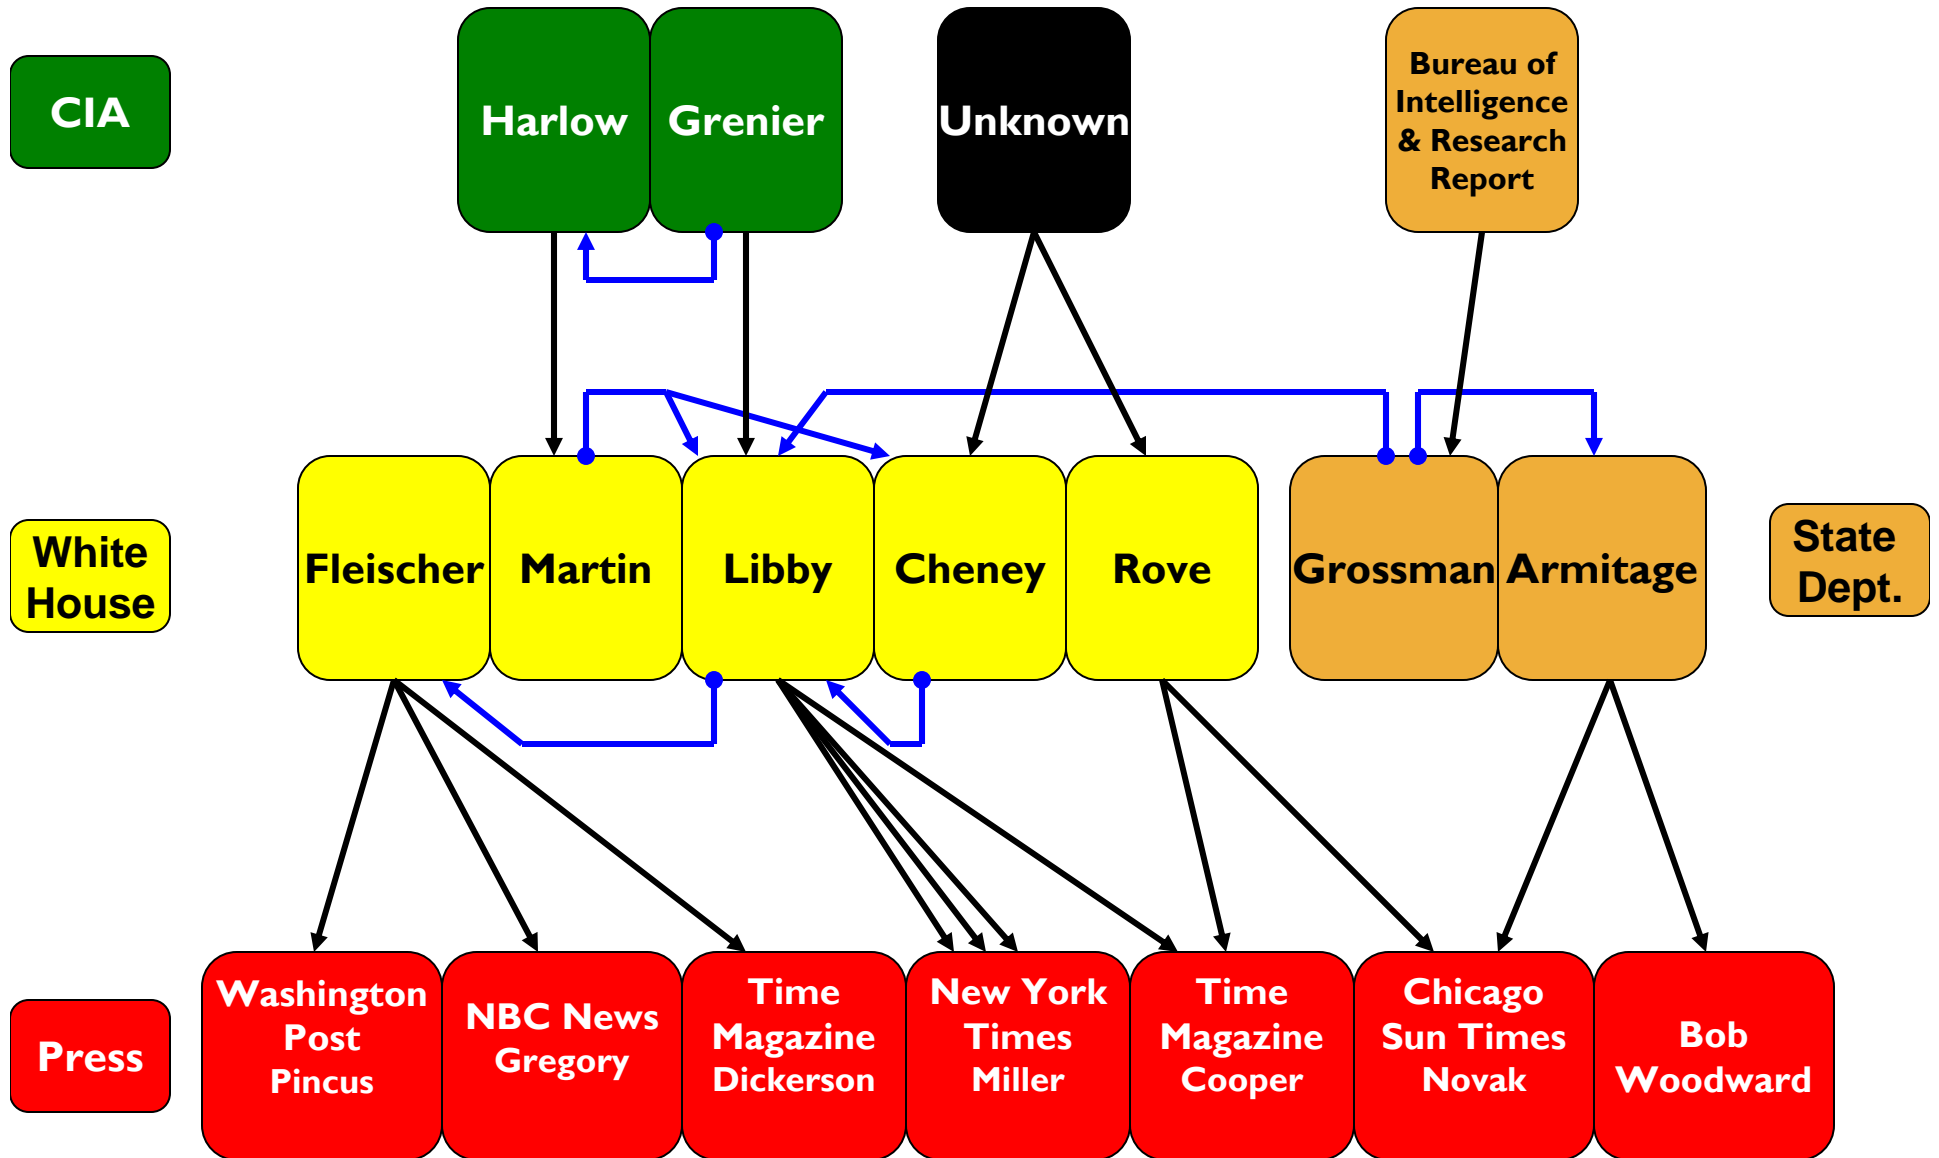 CIA
Harlow
Grenier
Unknown
Bureau of
Intelligence
& Research
Report
White
House
Fleischer
Martin
Libby
Cheney
Rove
Grossman
Armitage
State
Dept.
Press
Washington
Post
Pincus
NBC News
Gregory
Time
Magazine
Dickerson
New York
Times
Miller
Time
Magazine
Cooper
Chicago
Sun Times
Novak
Bob
Woodward